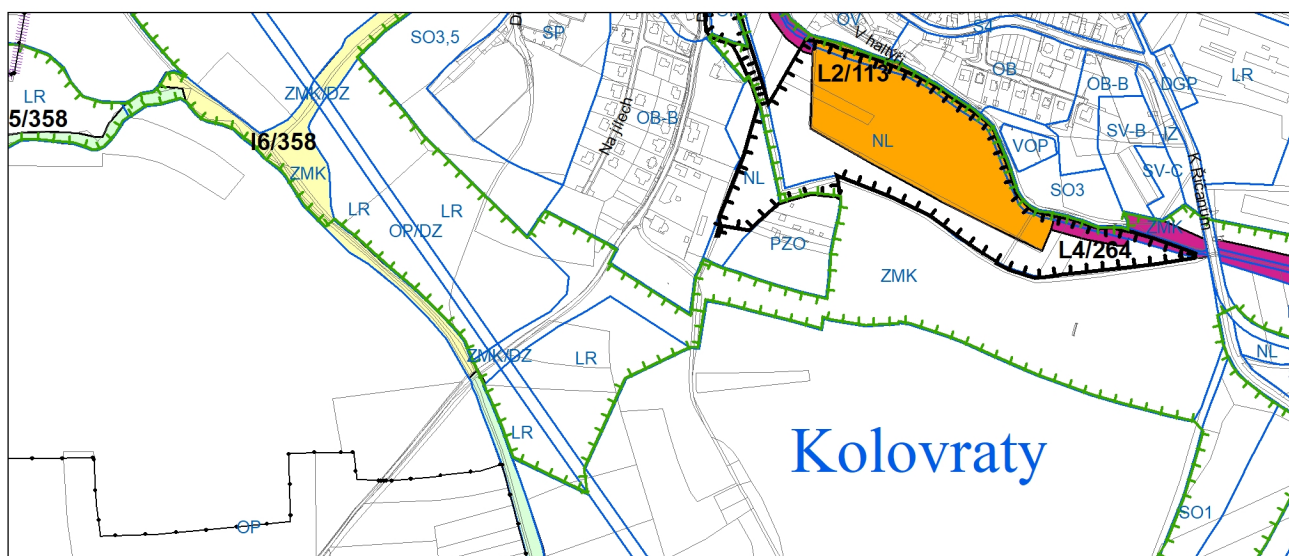 OV
S4
SO3,5
SP
V haltýři
OB
L2/113
LR
OB-B
DGP
LR
ZMK/DZ
5/358
I6/358
OB-B
Na jílech
NL
VOP
SV-B
IZ
ZMK
NL
SV-C
K Říčanům
SO3
LR
LR
OP/DZ
PZO
ZMK
L4/264
ZMK
ZMK/DZ
LR
NL
LR
Kolovraty
SO1
OP